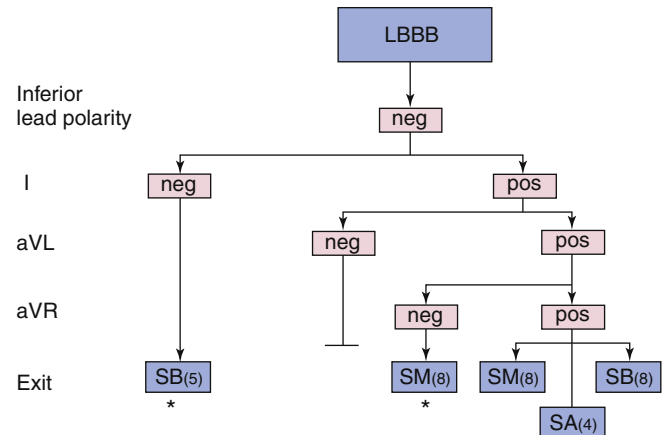 LBBB
Inferior
lead polarity
neg
I
neg
pos
aVL
neg
pos
aVR
neg
pos
Exit
SB(5)
SM(8)
SM(8)
SB(8)
*
*
SA(4)